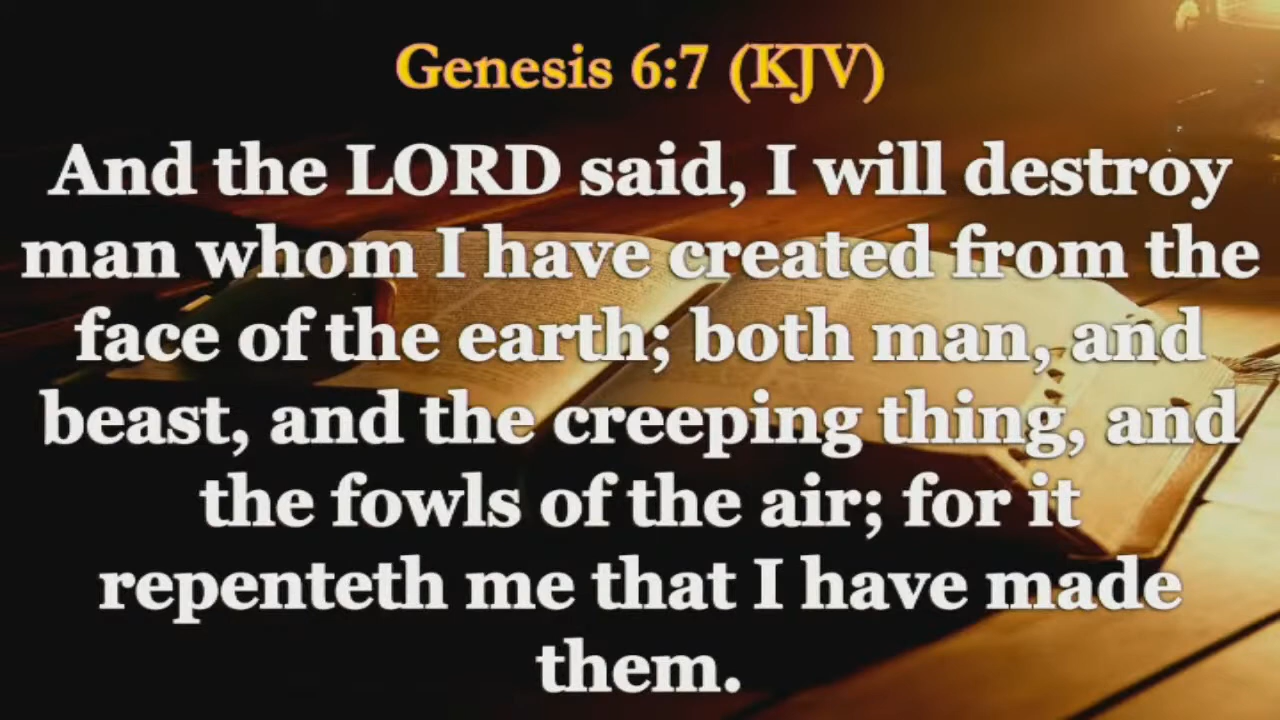 Genesis 6:7 (KJV)
And the LORD said, I will destroy
man whom I have created from the
face of the earth; both man, and
beast, and the creeping thing, and
the fowls of the air; for it
repenteth me that I have made
them.